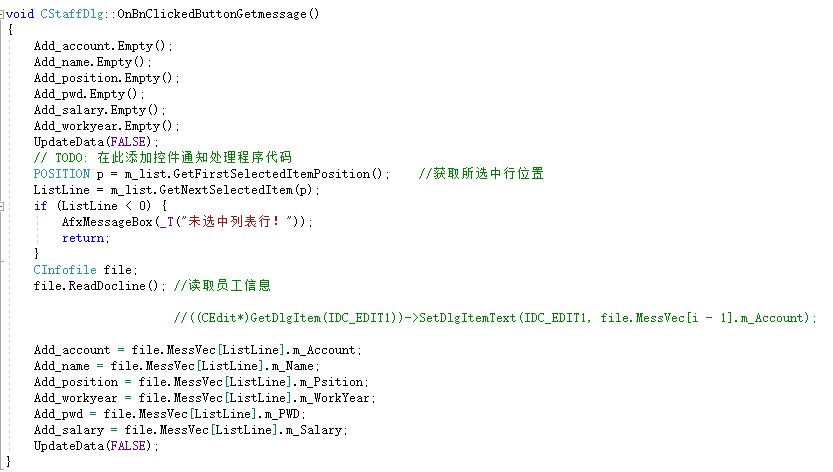 void CStaffDlg::OnBnClickedButtonGetmessage()
{
Add_account.Empty();
Add_name.Empty();
Add_position.Empty();
Add_pwd.Empty();
Add_salary.Empty();
Add_workyear.Empty();
UpdateData(FALSE);
// TODO: 在此添加控件通知处理程序代码
POSITION p = m_list.GetFirstSelectedItemPosition(); //获取所选中行位置
ListLine = m_list.GetNextSelectedItem(p);
if (ListLine < 0) {
AfxMessageBox(_T("未选中列表行！"));
return;
}
CInfofile file;
file.ReadDocline(); //读取员工信息
//((CEdit*)GetDlgItem(IDC_EDIT1))->SetDlgItemText(IDC_EDIT1, file.MessVec[i - 1].m_Account);
Add_account = file.MessVec[ListLine].m_Account;
Add_name = file.MessVec[ListLine].m_Name;
Add_position = file.MessVec[ListLine].m_Psition;
Add_workyear = file.MessVec[ListLine].m_WorkYear;
Add_pwd = file.MessVec[ListLine].m_PWD;
Add_salary = file.MessVec[ListLine].m_Salary;
UpdateData(FALSE);
}